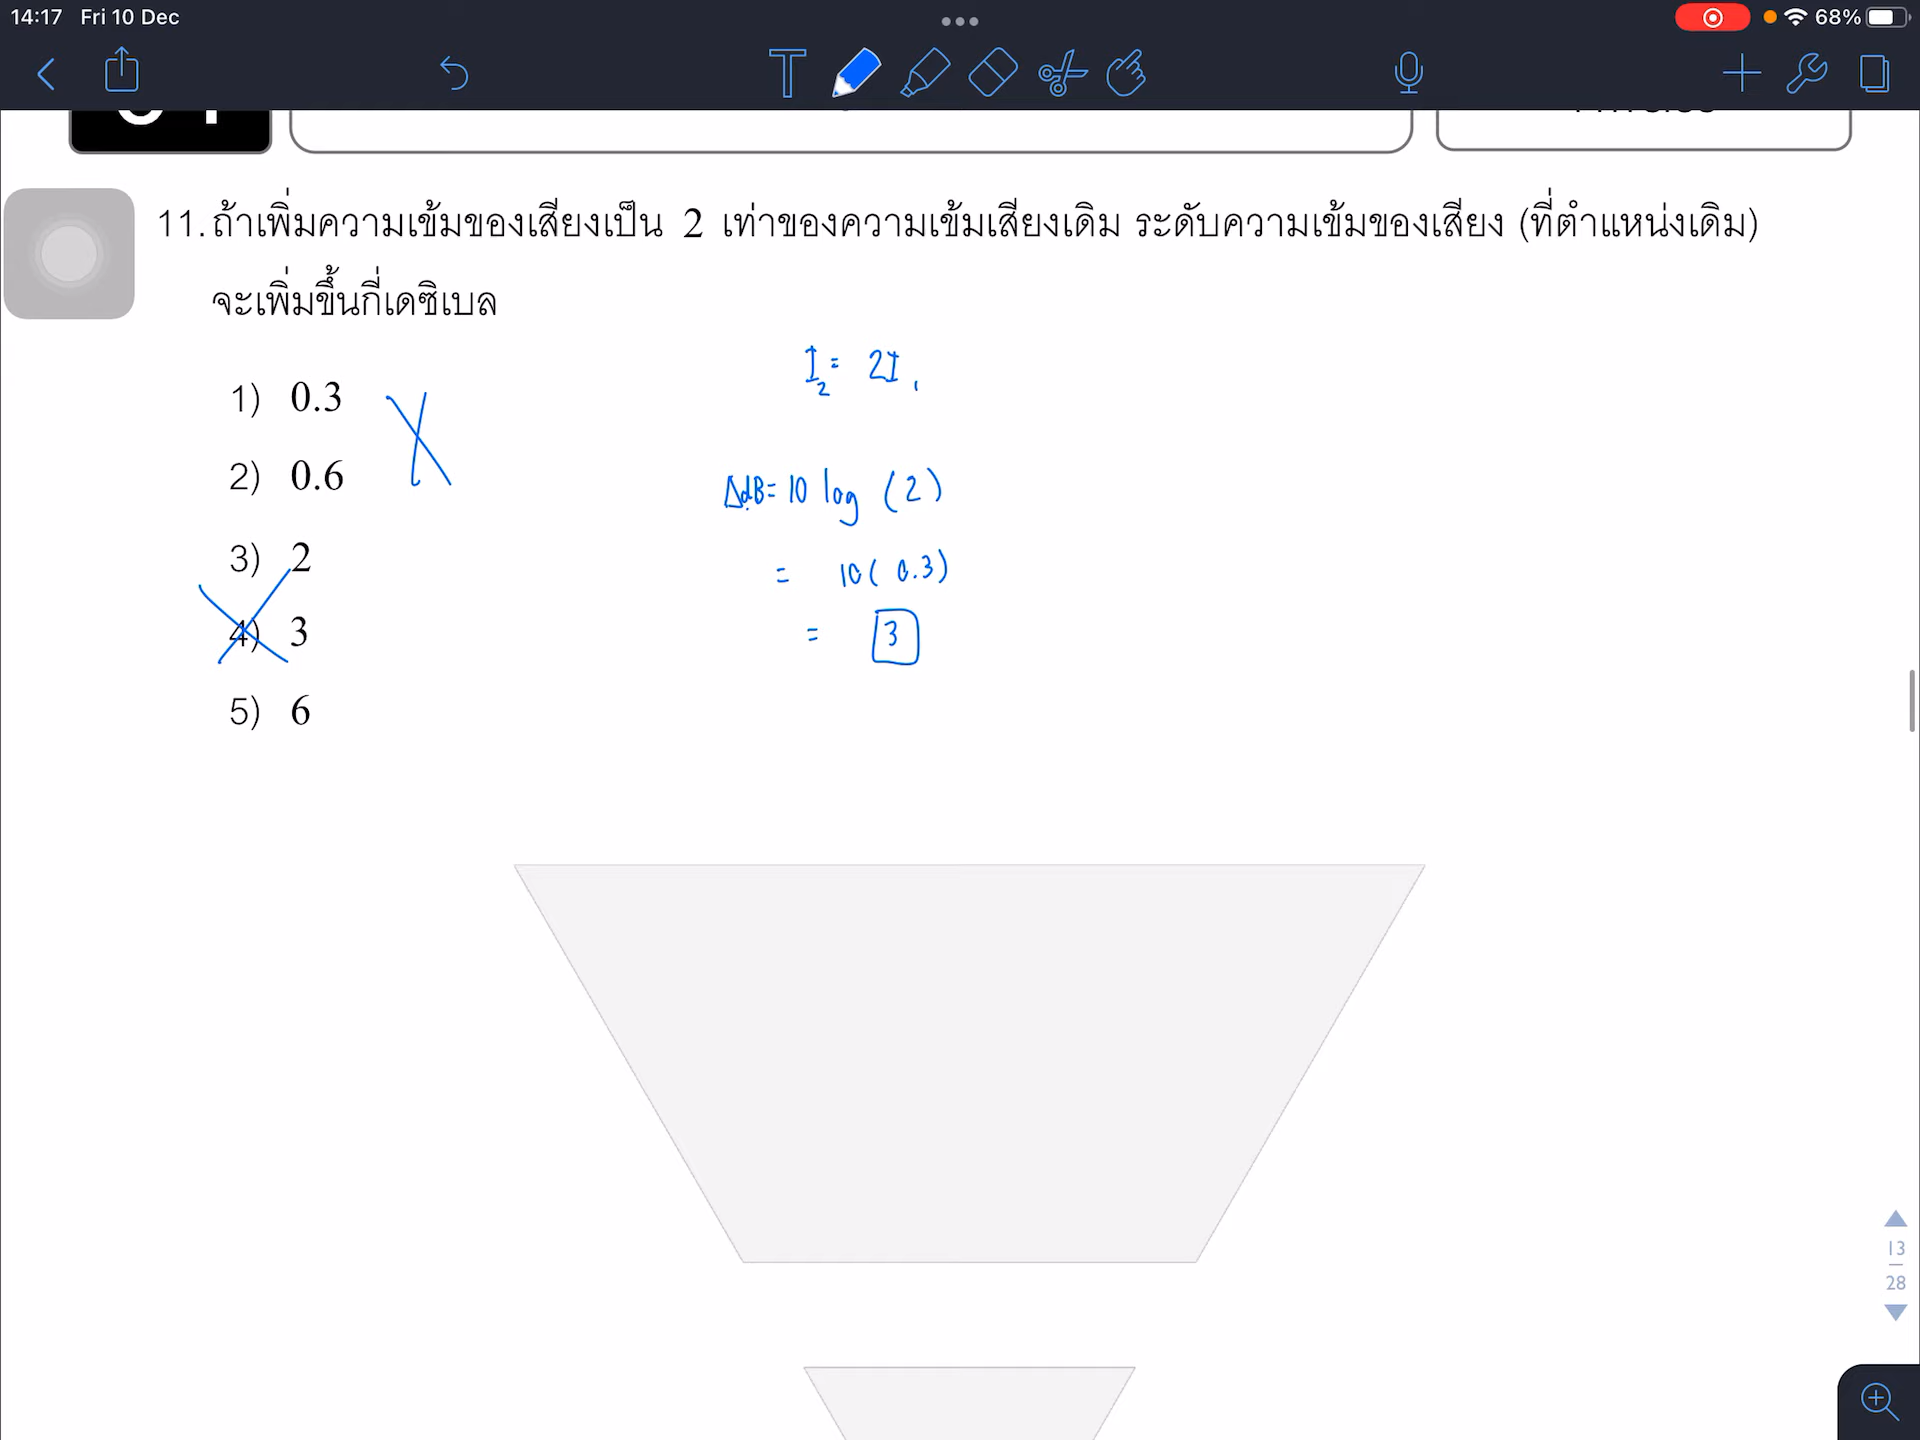 14:17 Fri 10 Dec
68%
11. ถ้าเพิ่มความเข้มของเสียงเป็น 2 เท่าของความเข้มเสียงเดิม ระดับความเข้มของเสียง (ที่ตำแหน่งเดิม)
จะเพิ่มขึ้นกี่เดซิเบล
1) 0.3
2) 0.6
3) 2
4) 3
5) 6
I₂ = 2I₁
ΔdB = 10 log (2)
= 10 (0.3)
= 3
13
28